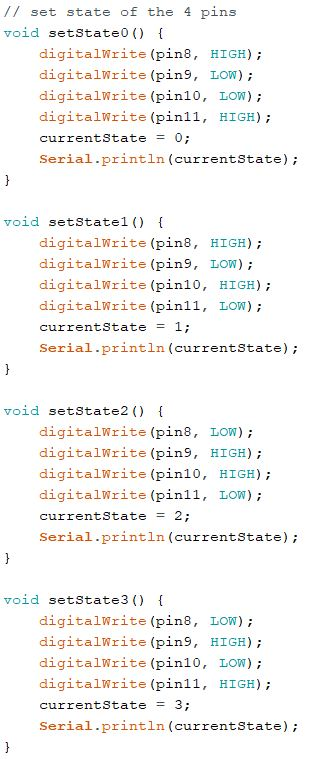 // set state of the 4 pins
void setState0() {
    digitalWrite(pin8, HIGH);
    digitalWrite(pin9, LOW);
    digitalWrite(pin10, LOW);
    digitalWrite(pin11, HIGH);
    currentState = 0;
    Serial.println(currentState);
}

void setState1() {
    digitalWrite(pin8, HIGH);
    digitalWrite(pin9, LOW);
    digitalWrite(pin10, HIGH);
    digitalWrite(pin11, LOW);
    currentState = 1;
    Serial.println(currentState);
}

void setState2() {
    digitalWrite(pin8, LOW);
    digitalWrite(pin9, HIGH);
    digitalWrite(pin10, HIGH);
    digitalWrite(pin11, LOW);
    currentState = 2;
    Serial.println(currentState);
}

void setState3() {
    digitalWrite(pin8, LOW);
    digitalWrite(pin9, HIGH);
    digitalWrite(pin10, LOW);
    digitalWrite(pin11, HIGH);
    currentState = 3;
    Serial.println(currentState);
}